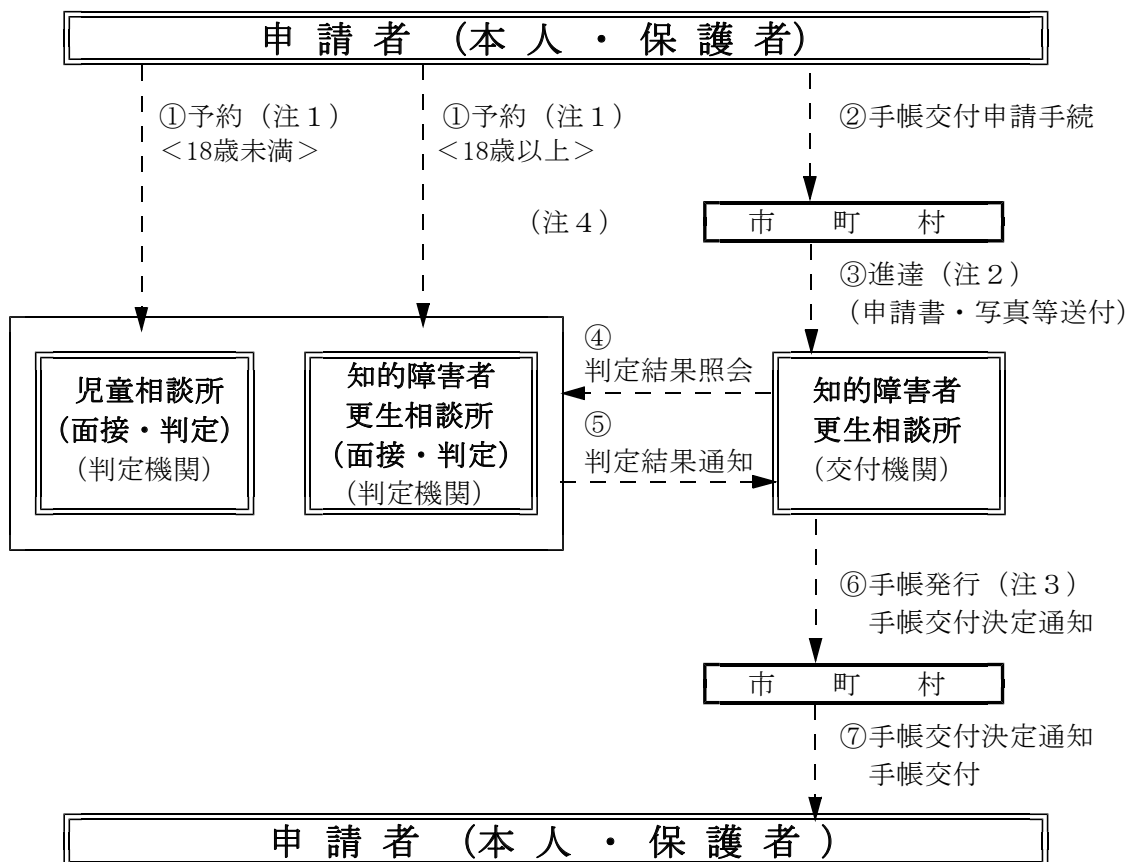 申請者（本人・保護者）
①予約（注１）
＜18歳未満＞
①予約（注１）
＜18歳以上＞
②手帳交付申請手続
（注４）
市町村
③進達（注２）
（申請書・写真等送付）
児童相談所
（面接・判定）
（判定機関）
知的障害者
更生相談所
（面接・判定）
（判定機関）
④
判定結果照会
⑤
判定結果通知
知的障害者
更生相談所
（交付機関）
⑥手帳発行（注３）
手帳交付決定通知
市町村
⑦手帳交付決定通知
手帳交付
申請者（本人・保護者）